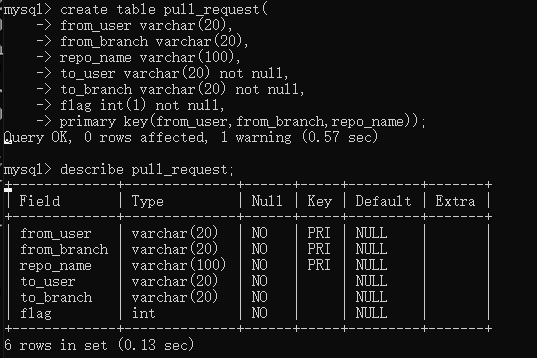 mysql> create table pull_request(
    -> from_user varchar(20),
    -> from_branch varchar(20),
    -> repo_name varchar(100),
    -> to_user varchar(20) not null,
    -> to_branch varchar(20) not null,
    -> flag int(1) not null,
    -> primary key(from_user,from_branch,repo_name));
Query OK, 0 rows affected, 1 warning (0.57 sec)

mysql> describe pull_request;
+-------------+--------------+------+-----+---------+-------+
| Field       | Type         | Null | Key | Default | Extra |
+-------------+--------------+------+-----+---------+-------+
| from_user   | varchar(20)  | NO   | PRI | NULL    |       |
| from_branch | varchar(20)  | NO   | PRI | NULL    |       |
| repo_name   | varchar(100) | NO   | PRI | NULL    |       |
| to_user     | varchar(20)  | NO   |     | NULL    |       |
| to_branch   | varchar(20)  | NO   |     | NULL    |       |
| flag        | int          | NO   |     | NULL    |       |
+-------------+--------------+------+-----+---------+-------+
6 rows in set (0.13 sec)